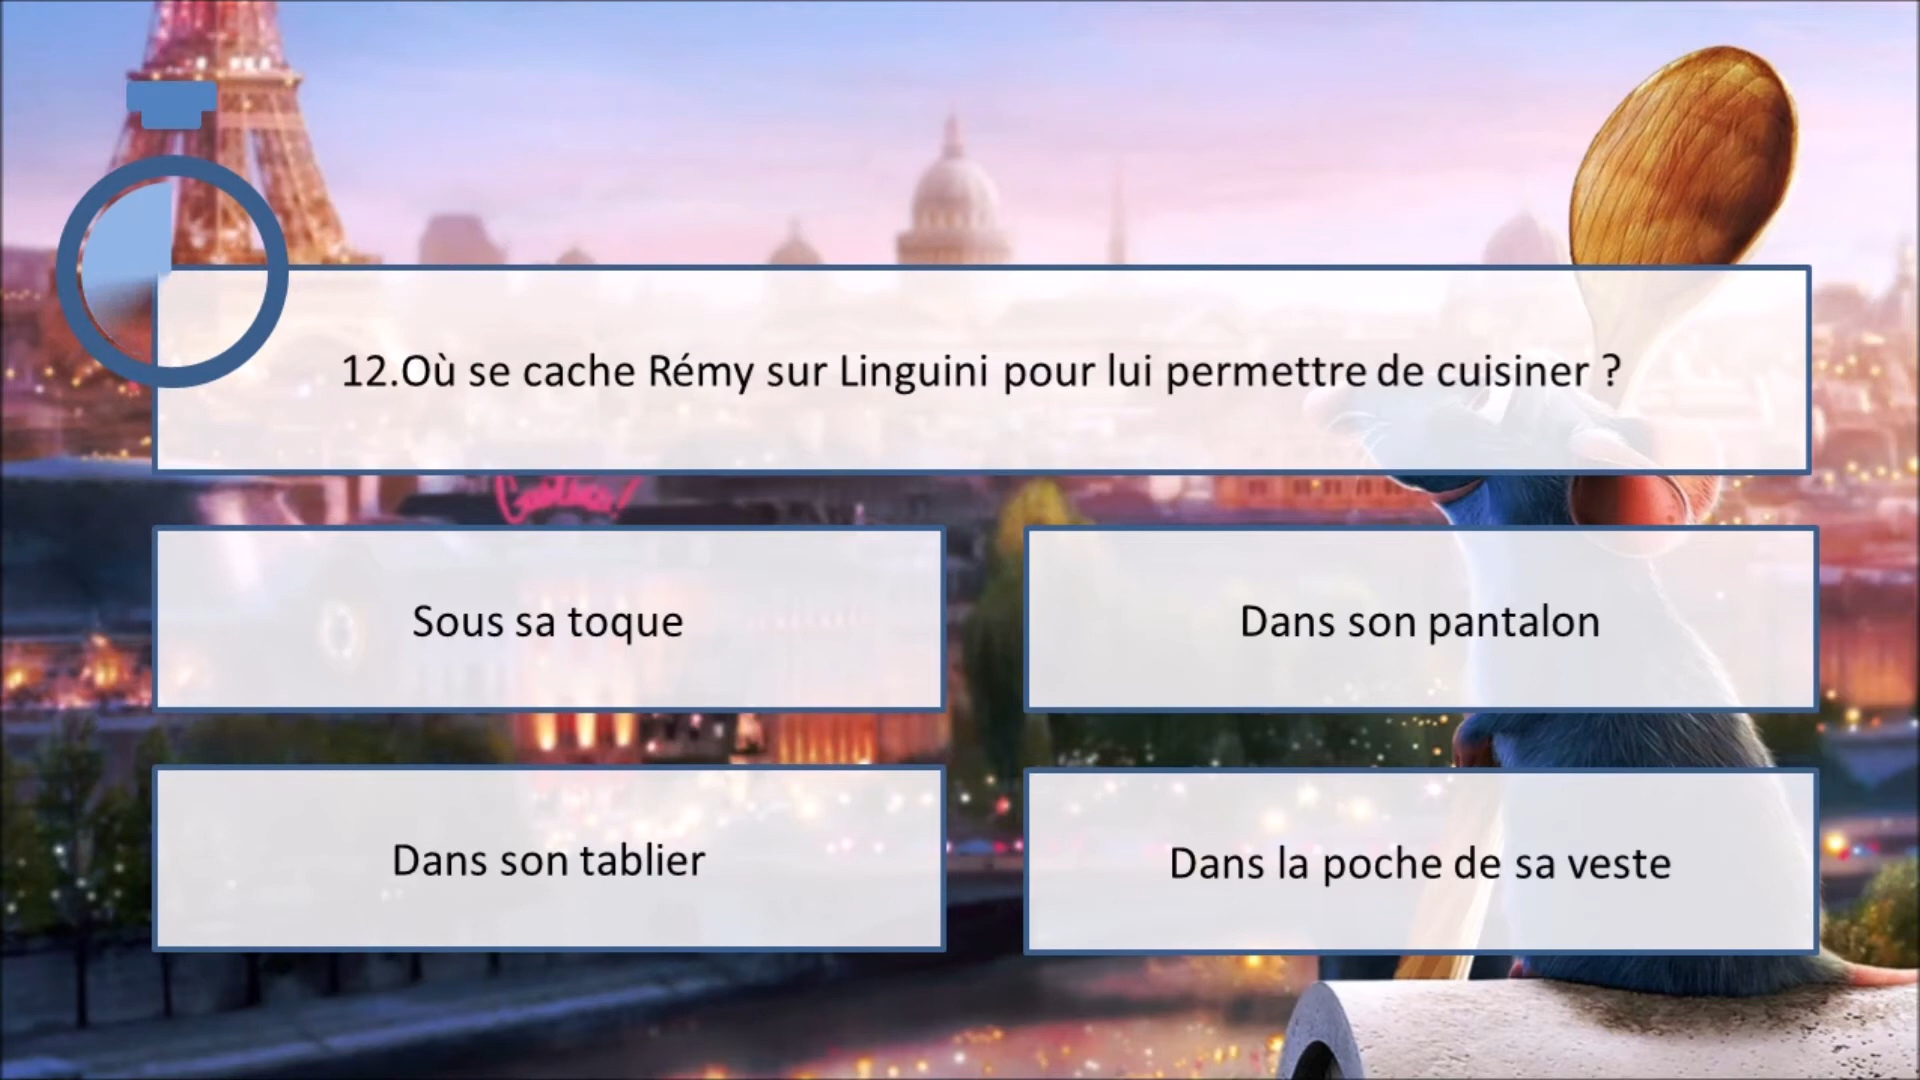 12.Où se cache Rémy sur Linguini pour lui permettre de cuisiner ?
Sous sa toque
Dans son pantalon
Dans son tablier
Dans la poche de sa veste